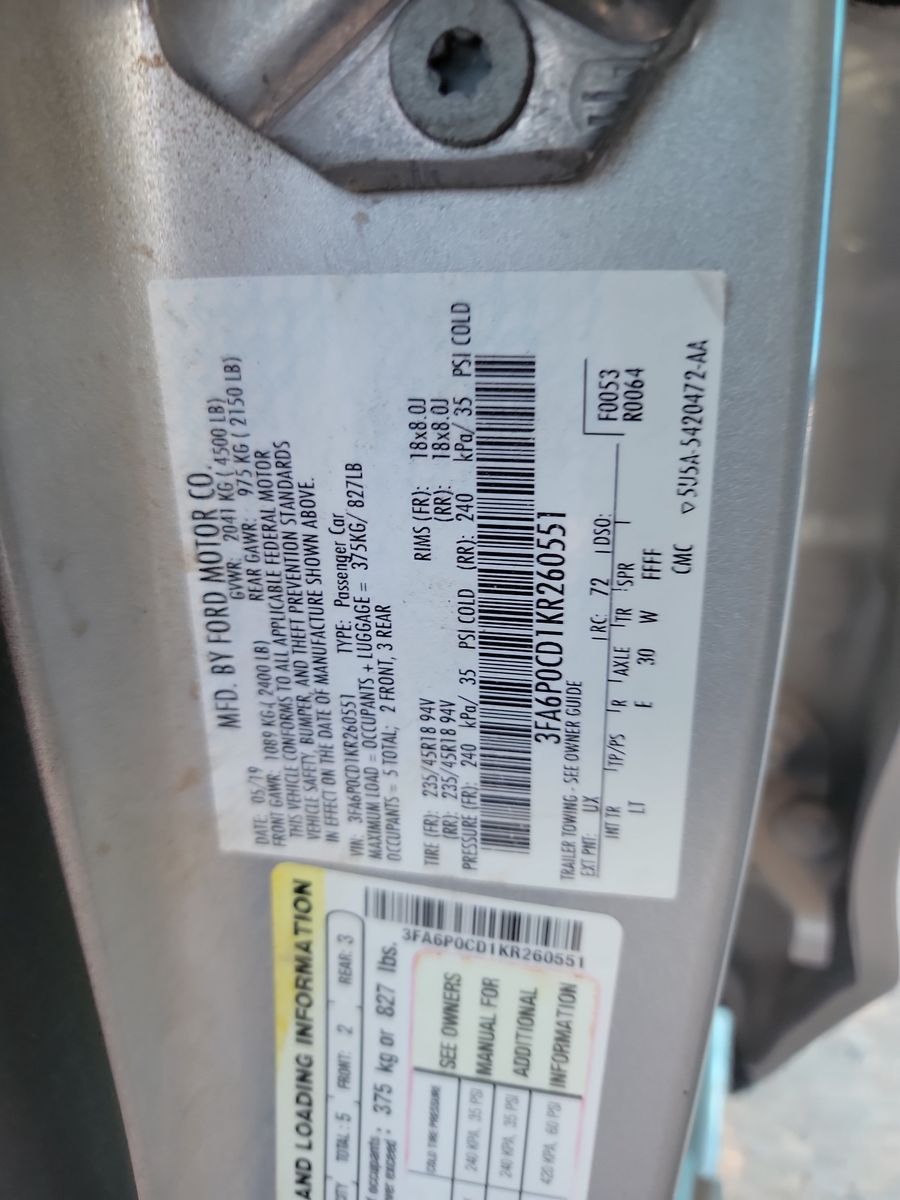 MFD. BY FORD MOTOR CO.
DATE: 05/19 GVWR: 2041 KG ( 4500 LB)
FRONT GAWR: 1089 KG ( 2400 LB) REAR GAWR: 975 KG ( 2150 LB)
THIS VEHICLE CONFORMS TO ALL APPLICABLE FEDERAL MOTOR
VEHICLE SAFETY, BUMPER, AND THEFT PREVENTION STANDARDS
IN EFFECT ON THE DATE OF MANUFACTURE SHOWN ABOVE.
VIN: 3FA6P0CD1KR260551 TYPE: Passenger Car
MAXIMUM LOAD = OCCUPANTS + LUGGAGE = 375KG/ 827LB
OCCUPANTS = 5 TOTAL; 2 FRONT, 3 REAR
TIRE (FR): 235/45R18 94V RIMS (FR): 18x8.0J
(RR): 235/45R18 94V (RR): 18x8.0J
PRESSURE (FR): 240 kPa/ 35 PSI COLD (RR): 240 kPa/ 35 PSI COLD
3FA6P0CD1KR260551
TRAILER TOWING - SEE OWNER GUIDE
EXT PNT: UX RC: 72 DSO: F0053
INT TR TP/PS R AXLE TR SPR R0064
LT E 30 W FFFF
CMC ▽5U5A-5420472-AA
AND LOADING INFORMATION
TOTAL: 5 FRONT: 2 REAR: 3
occupants: 375 kg or 827 lbs.
exceed
3FA6P0CD1KR260551
COLD TIRE PRESSURE SEE OWNERS
240 KPA, 35 PSI MANUAL FOR
240 KPA, 35 PSI ADDITIONAL
420 KPA, 60 PSI INFORMATION